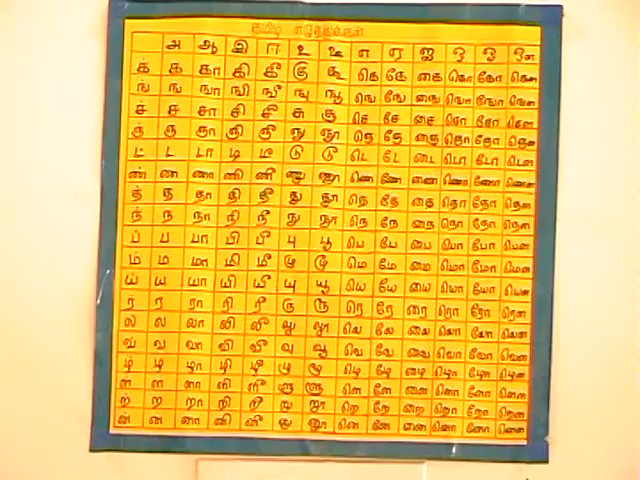 தமிழ் எழுத்துக்கள்
அ ஆ இ ஈ உ ஊ எ ஏ ஐ ஒ ஓ ஔ
க் க கா கி கீ கு கூ கெ கே கை கொ கோ கௌ
ங் ங ஙா ஙி ஙீ ஙு ஙூ ஙெ ஙே ஙை ஙொ ஙோ ஙௌ
ச் ச சா சி சீ சு சூ செ சே சை சொ சோ சௌ
ஞ் ஞ ஞா ஞி ஞீ ஞு ஞூ ஞெ ஞே ஞை ஞொ ஞோ ஞௌ
ட் ட டா டி டீ டு டூ டெ டே டை டொ டோ டௌ
ண் ண ணா ணி ணீ ணு ணூ ணெ ணே ணை ணொ ணோ ணௌ
த் த தா தி தீ து தூ தெ தே தை தொ தோ தௌ
ந் ந நா நி நீ நு நூ நெ நே நை நொ நோ நௌ
ப் ப பா பி பீ பு பூ பெ பே பை பொ போ பௌ
ம் ம மா மி மீ மு மூ மெ மே மை மொ மோ மௌ
ய் ய யா யி யீ யு யூ யெ யே யை யொ யோ யௌ
ர் ர ரா ரி ரீ ரு ரூ ரெ ரே ரை ரொ ரோ ரௌ
ல் ல லா லி லீ லு லூ லெ லே லை லொ லோ லௌ
வ் வ வா வி வீ வு வூ வெ வே வை வொ வோ வௌ
ழ் ழ ழா ழி ழீ ழு ழூ ழெ ழே ழை ழொ ழோ ழௌ
ள் ள ளா ளி ளீ ளு ளூ ளெ ளே ளை ளொ ளோ ளௌ
ற் ற றா றி றீ று றூ றெ றே றை றொ றோ றௌ
ன் ன னா னி னீ னு னூ னெ னே னை னொ னோ னௌ